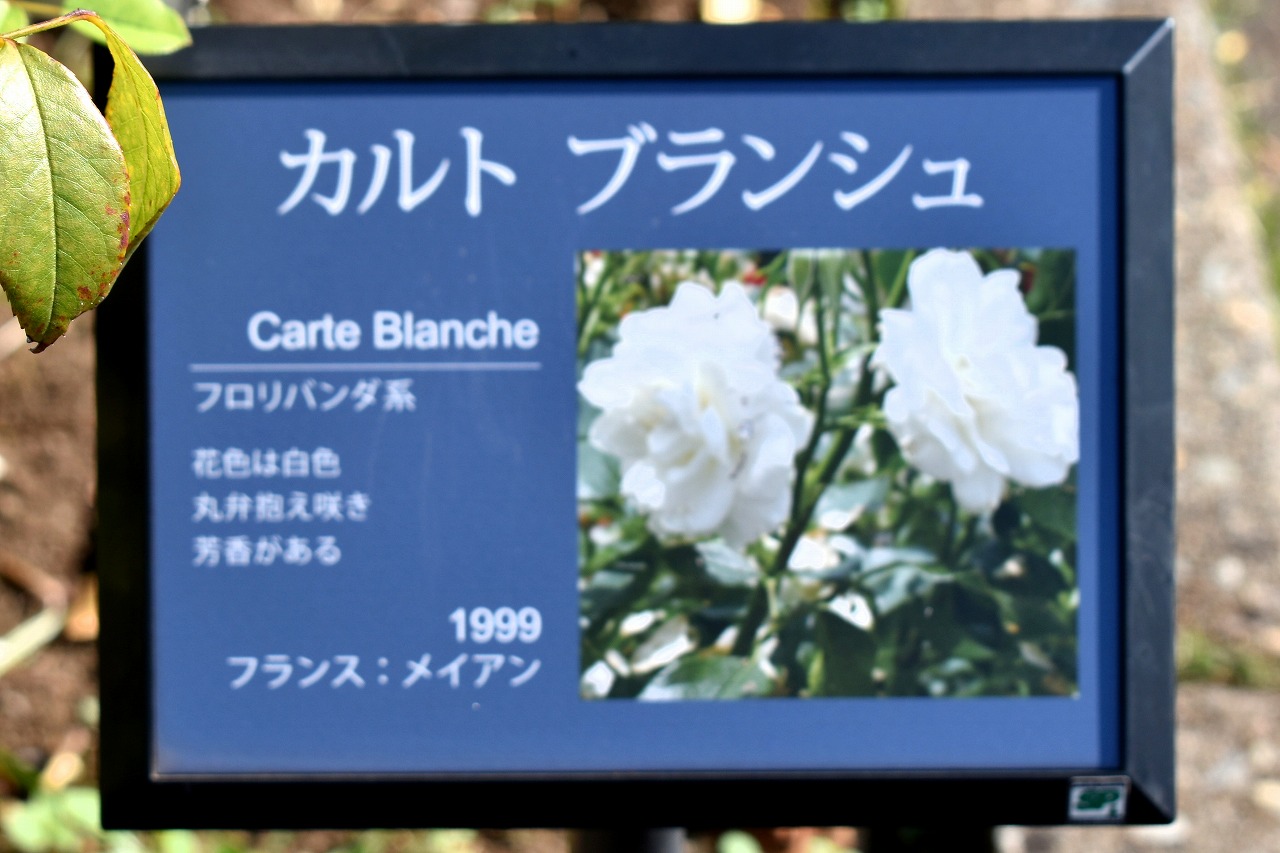 カルト ブランシュ
Carte Blanche
フロリバンダ系
花色は白色
丸弁抱え咲き
芳香がある
1999
フランス：メイアン
SP